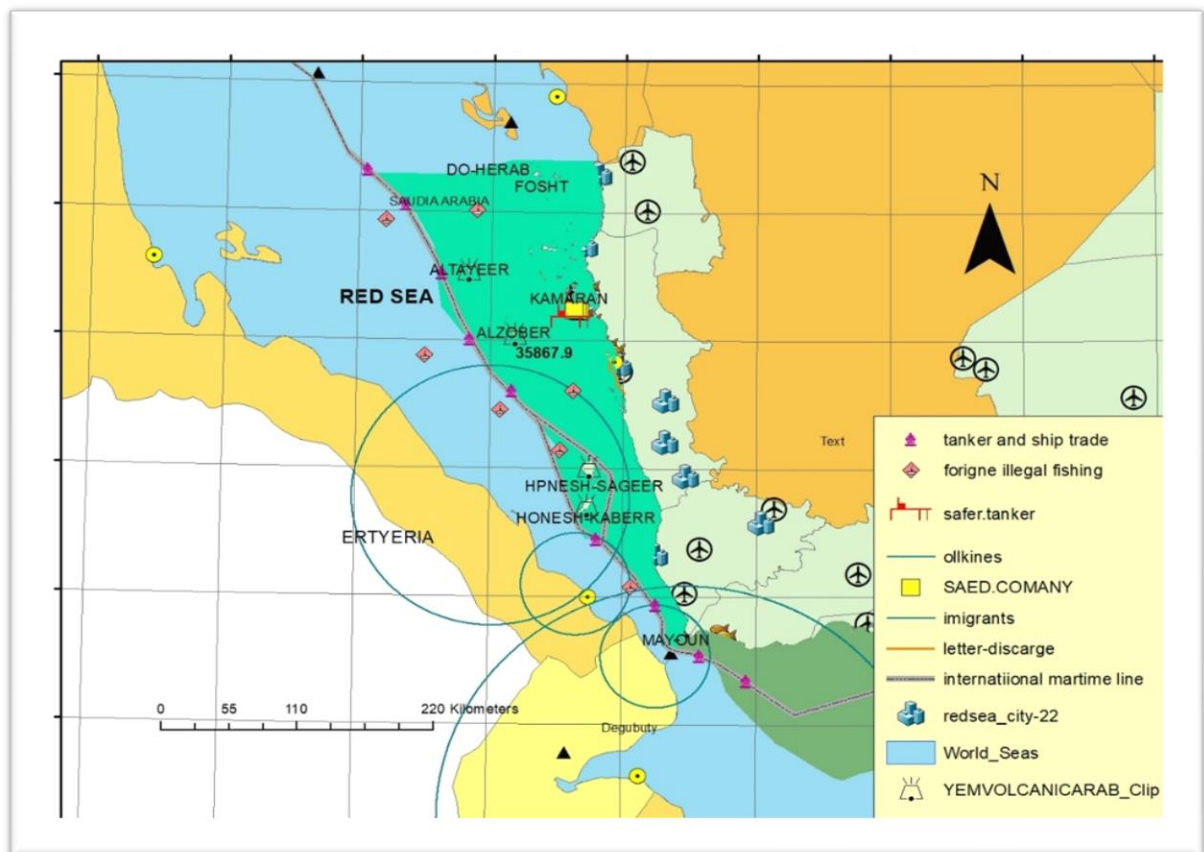 DO-HERAB
FOSHT
N
SAUDIA ARABIA
ALTAYEER
RED SEA
KAMARAN
ALZOBER
35867.9
Text
HPNESH-SAGEER
HONESH-KABERR
ERTYERIA
MAYOUN
0 55 110 220 Kilometers
Degubuty
tanker and ship trade
forigne illegal fishing
safer.tanker
ollkines
SAED.COMANY
imigrants
letter-discarge
internatiional martime line
redsea_city-22
World_Seas
YEMVOLCANICARAB_Clip